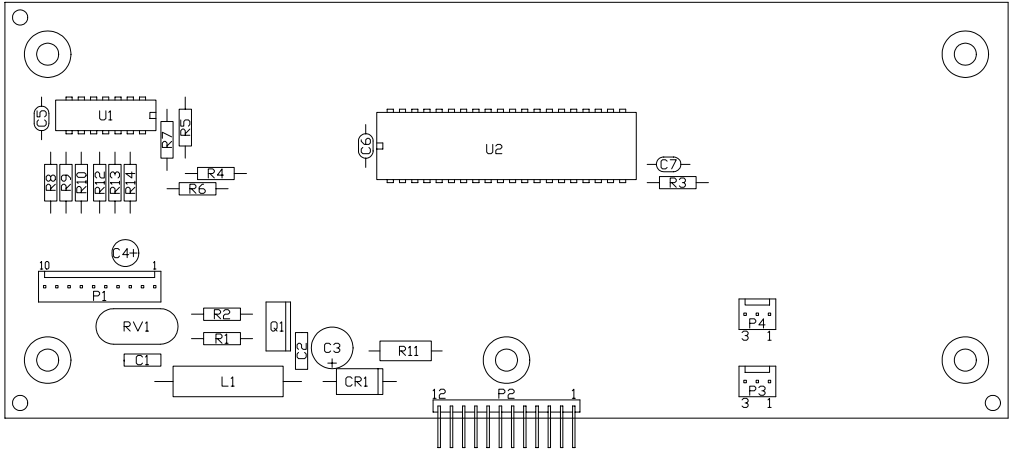 C5
U1
R7
R5
C6
U2
C7
R3
R8
R9
R10
R12
R13
R14
R4
R6
C4+
10 1
P1
RV1
R2
R1
Q1
C2
C3
+
R11
C1
L1
CR1
12 P2 1
P4
3 1
P3
3 1